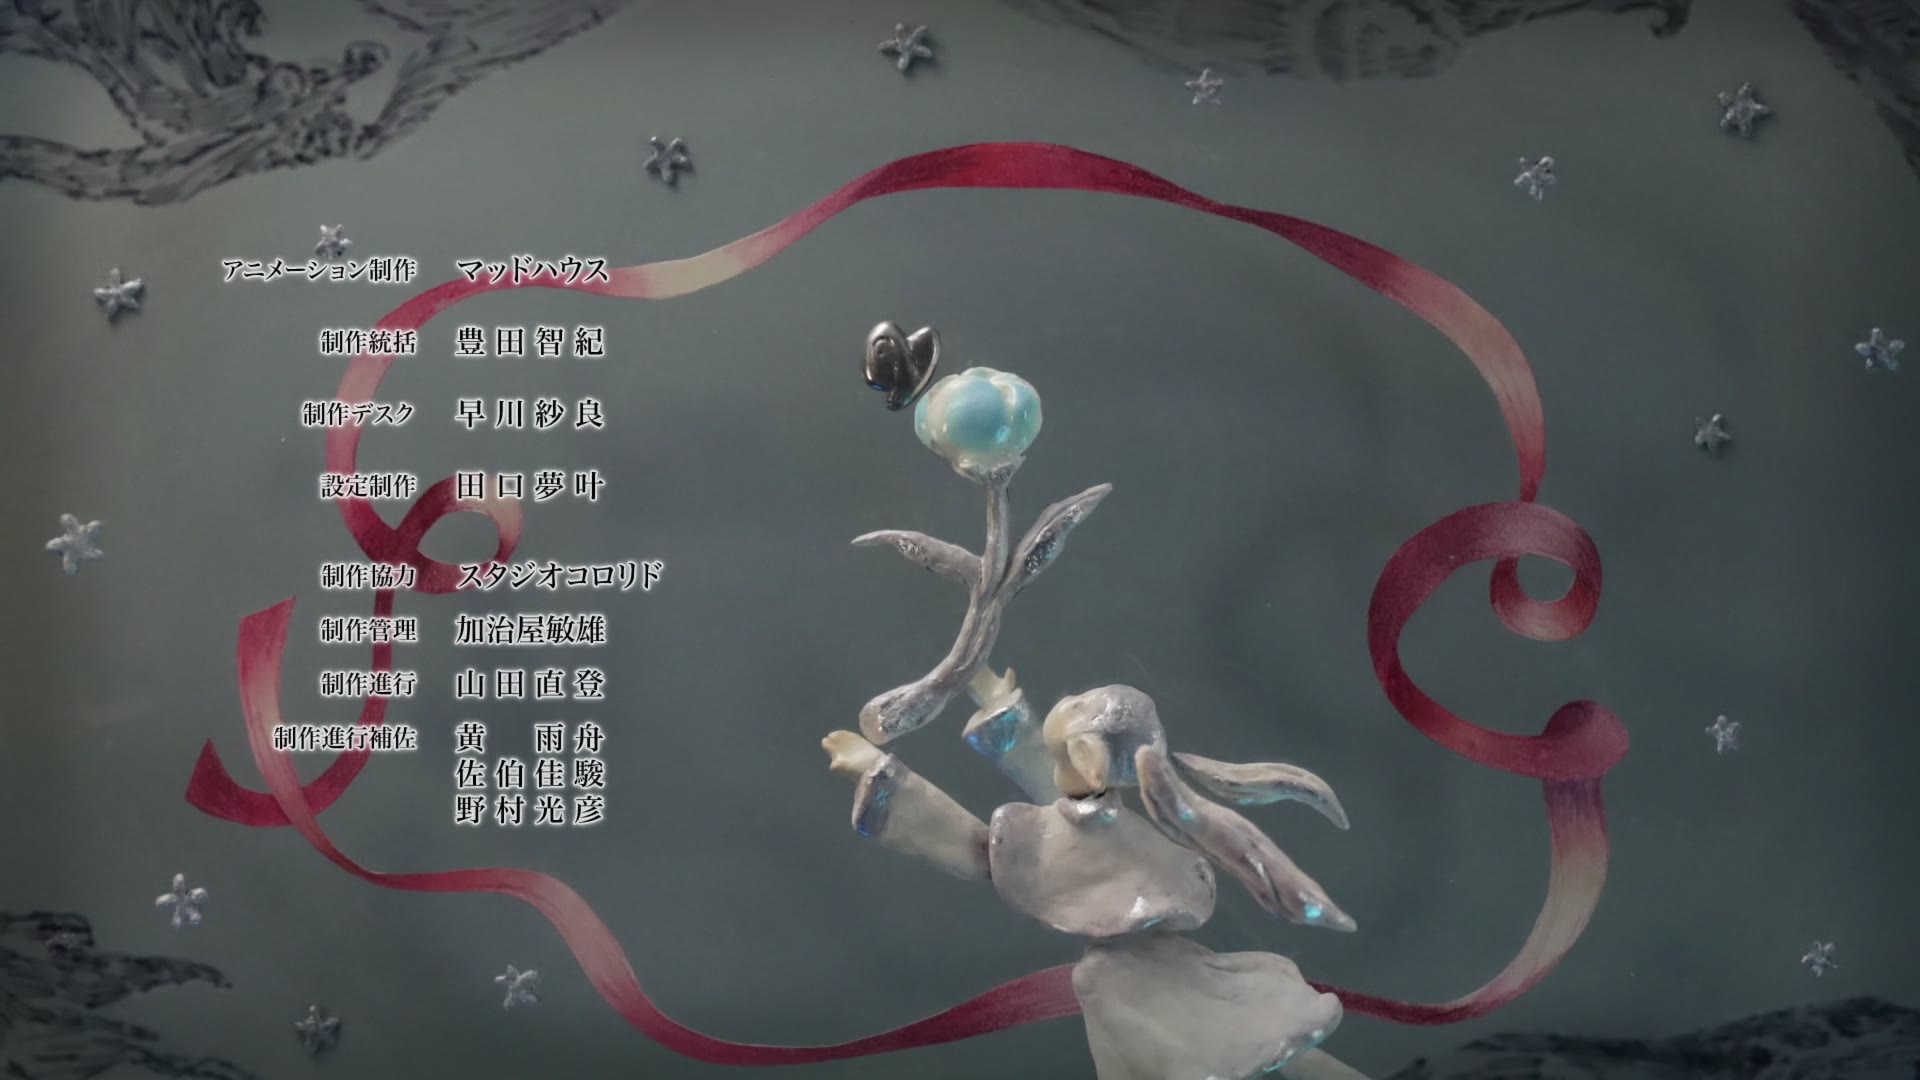 アニメーション制作 マッドハウス
制作統括 豊田智紀
制作デスク 早川紗良
設定制作 田口夢叶
制作協力 スタジオコロリド
制作管理 加治屋敏雄
制作進行 山田直登
制作進行補佐 黄 雨舟
佐伯佳駿
野村光彦